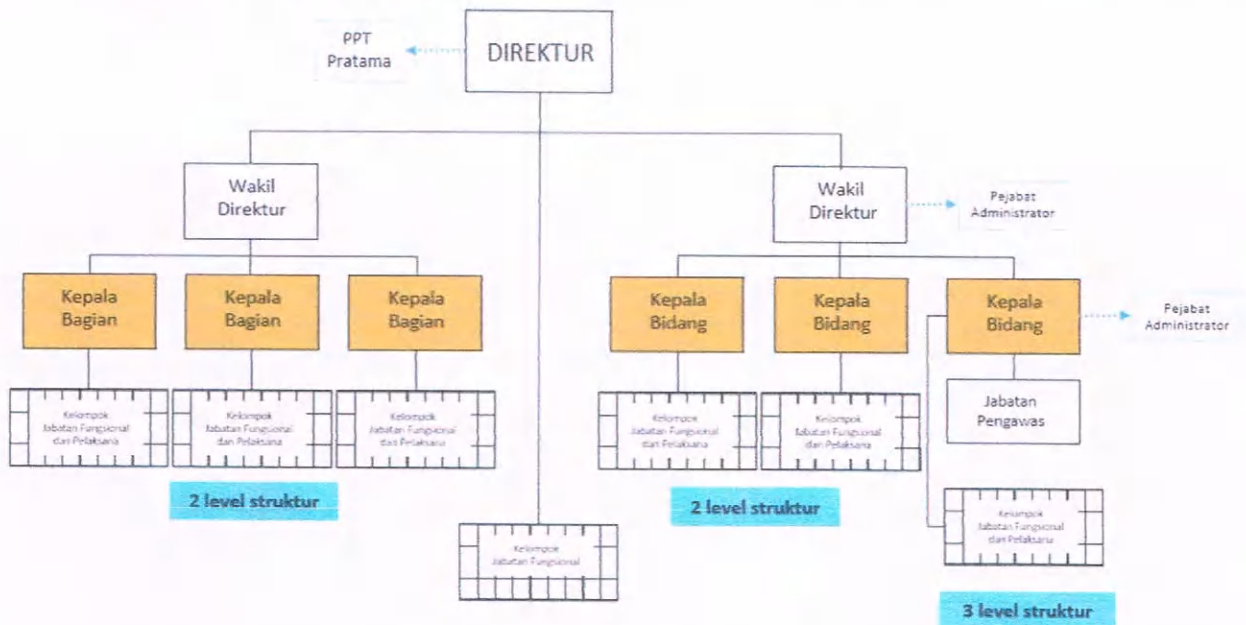 PPT
Pratama
DIREKTUR
Wakil
Direktur
Wakil
Direktur
Pejabat
Administrator
Kepala
Bagian
Kepala
Bagian
Kepala
Bagian
Kepala
Bidang
Kepala
Bidang
Kepala
Bidang
Pejabat
Administrator
Kelompok
Jabatan Fungsional
dan Pelaksana
Kelompok
Jabatan Fungsional
dan Pelaksana
Kelompok
Jabatan Fungsional
dan Pelaksana
Kelompok
Jabatan Fungsional
dan Pelaksana
Kelompok
Jabatan Fungsional
dan Pelaksana
Jabatan
Pengawas
2 level struktur
2 level struktur
Kelompok
Jabatan Fungsional
dan Pelaksana
Kelompok
Jabatan Fungsional
3 level struktur